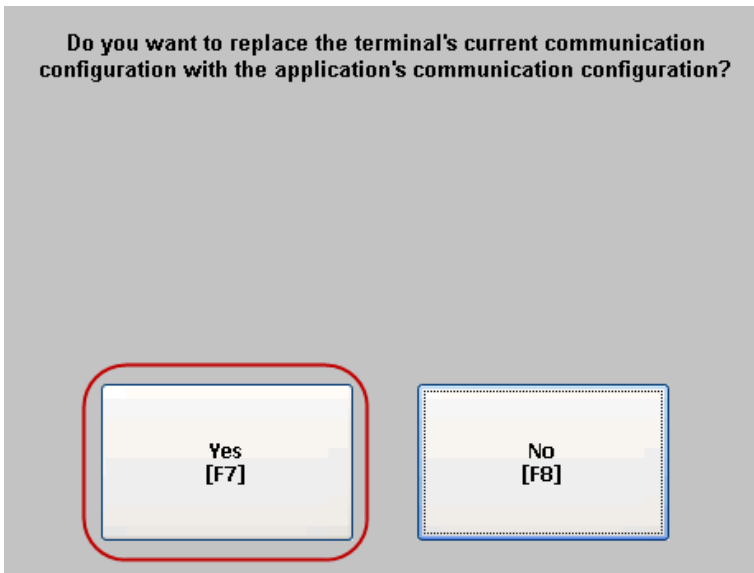 Do you want to replace the terminal's current communication
configuration with the application's communication configuration?
Yes
[F7]
No
[F8]